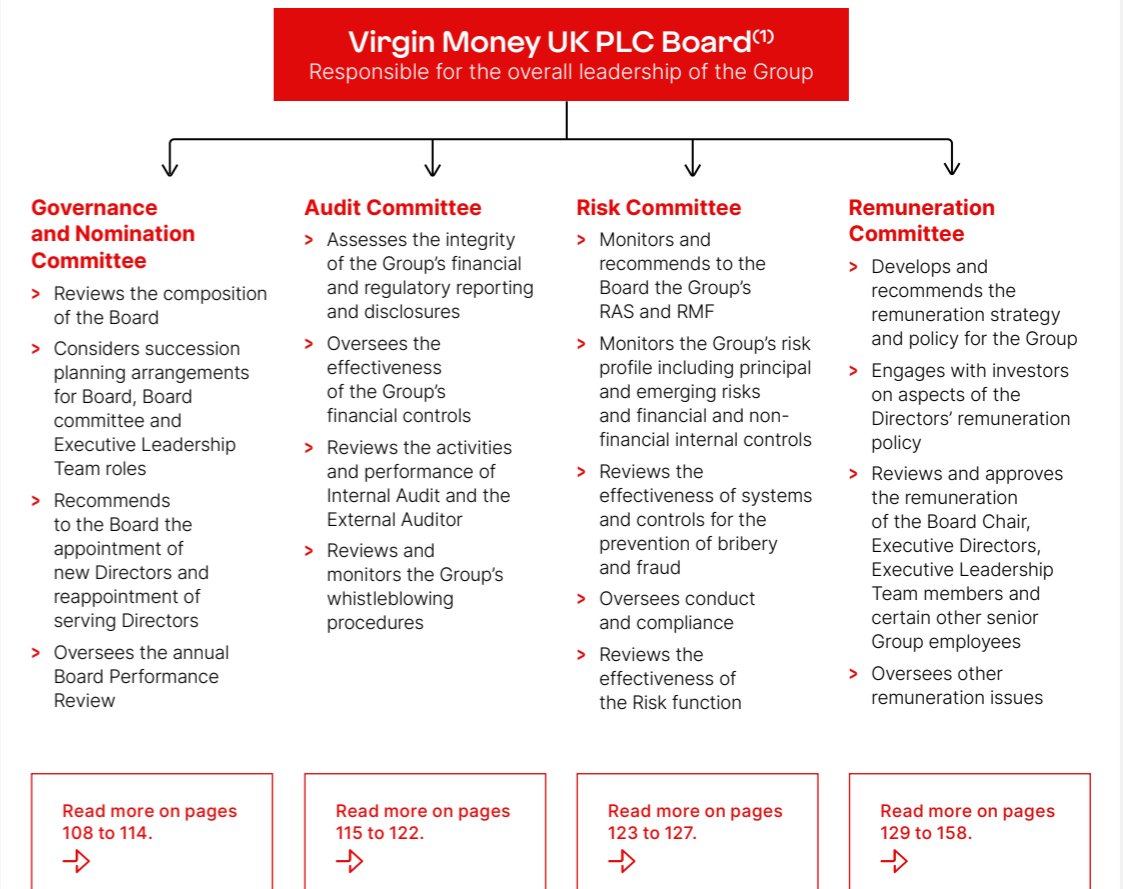 Virgin Money UK PLC Board(1)
Responsible for the overall leadership of the Group
Governance
and Nomination
Committee
> Reviews the composition
of the Board
> Considers succession
planning arrangements
for Board, Board
committee and
Executive Leadership
Team roles
> Recommends
to the Board the
appointment of
new Directors and
reappointment of
serving Directors
> Oversees the annual
Board Performance
Review
Read more on pages
108 to 114.
Audit Committee
> Assesses the integrity
of the Group’s financial
and regulatory reporting
and disclosures
> Oversees the
effectiveness
of the Group’s
financial controls
> Reviews the activities
and performance of
Internal Audit and the
External Auditor
> Reviews and
monitors the Group’s
whistleblowing
procedures
Read more on pages
115 to 122.
Risk Committee
> Monitors and
recommends to the
Board the Group’s
RAS and RMF
> Monitors the Group’s risk
profile including principal
and emerging risks
and financial and non-
financial internal controls
> Reviews the
effectiveness of systems
and controls for the
prevention of bribery
and fraud
> Oversees conduct
and compliance
> Reviews the
effectiveness of
the Risk function
Read more on pages
123 to 127.
Remuneration
Committee
> Develops and
recommends the
remuneration strategy
and policy for the Group
> Engages with investors
on aspects of the
Directors’ remuneration
policy
> Reviews and approves
the remuneration
of the Board Chair,
Executive Directors,
Executive Leadership
Team members and
certain other senior
Group employees
> Oversees other
remuneration issues
Read more on pages
129 to 158.